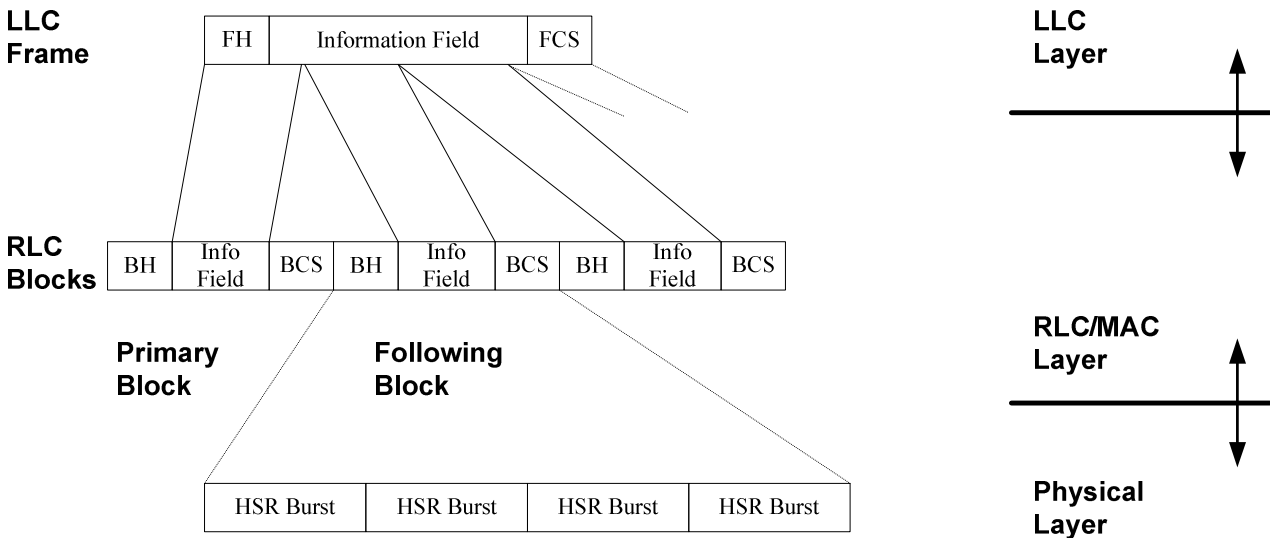 LLC
Frame
FH
Information Field
FCS
LLC
Layer
RLC
Blocks
BH
Info
Field
BCS
BH
Info
Field
BCS
BH
Info
Field
BCS
Primary
Block
Following
Block
RLC/MAC
Layer
HSR Burst
HSR Burst
HSR Burst
HSR Burst
Physical
Layer